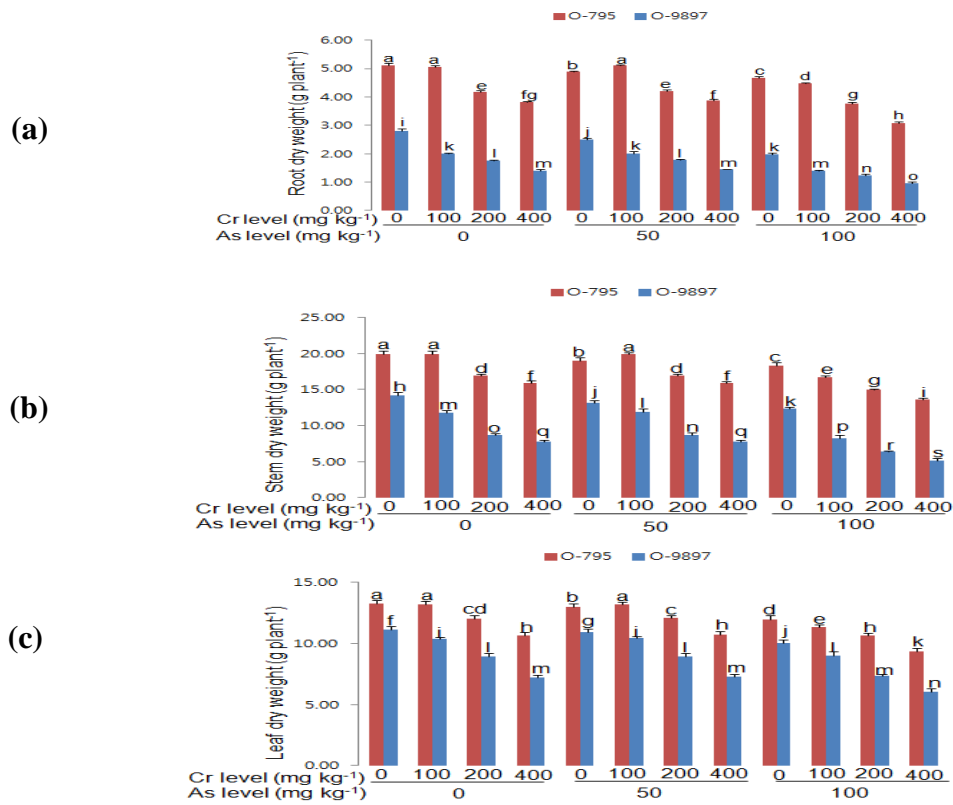 (a)
O-795 O-9897
Root dry weight (g plant-1)
6.00
5.00
4.00
3.00
2.00
1.00
0.00
a a e fg b a e f c d g h
i k l m j k l m l m n o
Cr level (mg kg-1) 0 100 200 400 0 100 200 400 0 100 200 400
As level (mg kg-1) 0 50 100
(b)
O-795 O-9897
Stem dry weight (g plant-1)
25.00
20.00
15.00
10.00
5.00
0.00
a a d f b a d f c e g i
h m o q j l n q k p r s
Cr level (mg kg-1) 0 100 200 400 0 100 200 400 0 100 200 400
As level (mg kg-1) 0 50 100
(c)
O-795 O-9897
Leaf dry weight (g plant-1)
15.00
10.00
5.00
0.00
a a cd h b a c h d e h k
f i l m g i l m j l m n
Cr level (mg kg-1) 0 100 200 400 0 100 200 400 0 100 200 400
As level (mg kg-1) 0 50 100